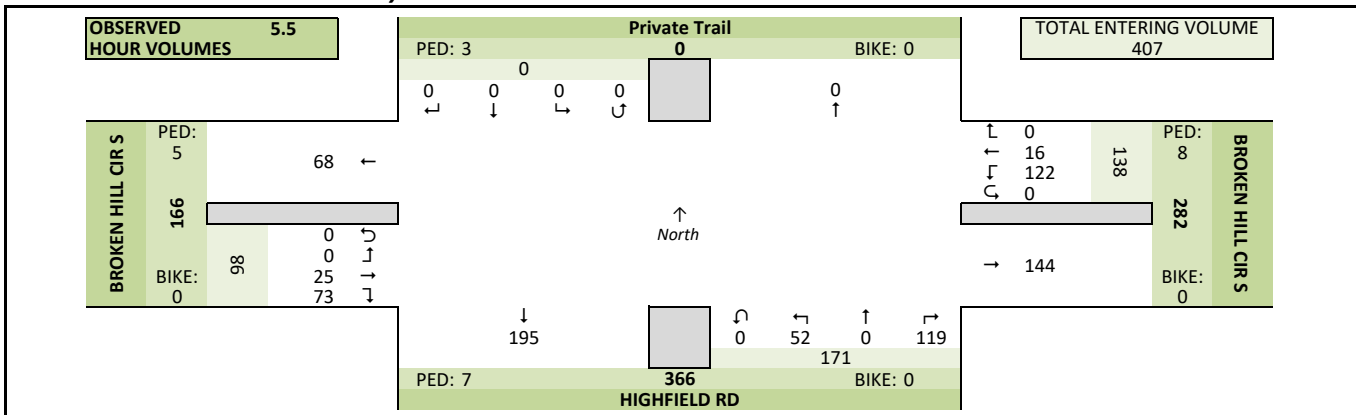 OBSERVED 5.5
HOUR VOLUMES
Private Trail
TOTAL ENTERING VOLUME
407
PED: 3 0 BIKE: 0
0
0 0 0 0
↵ ↓ ↳ ↺
0
↑
BROKEN HILL CIR S
PED:
5
166
BIKE:
0
98
68 ←
0 ⮌
0 ↰
25 →
73 ↴
↑
North
↑ 0
← 16
↲ 122
↩ 0
138
→ 144
PED:
8
282
BIKE:
0
BROKEN HILL CIR S
↓
195
↶ ↰ ↑ ↱
0 52 0 119
171
PED: 7 366 BIKE: 0
HIGHFIELD RD